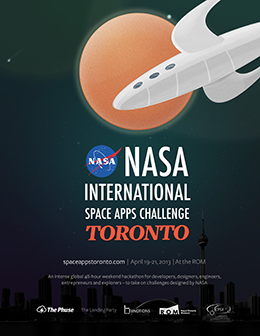 NASA
NASA
INTERNATIONAL
SPACE APPS CHALLENGE
TORONTO
spaceappstoronto.com | April 19-21, 2013 | At the ROM
An intense global 48-hour weekend hackathon for developers, designers, engineers,
entrepreneurs and explorers – to take on challenges designed by NASA
The Phuse
The Landing Party
ROM